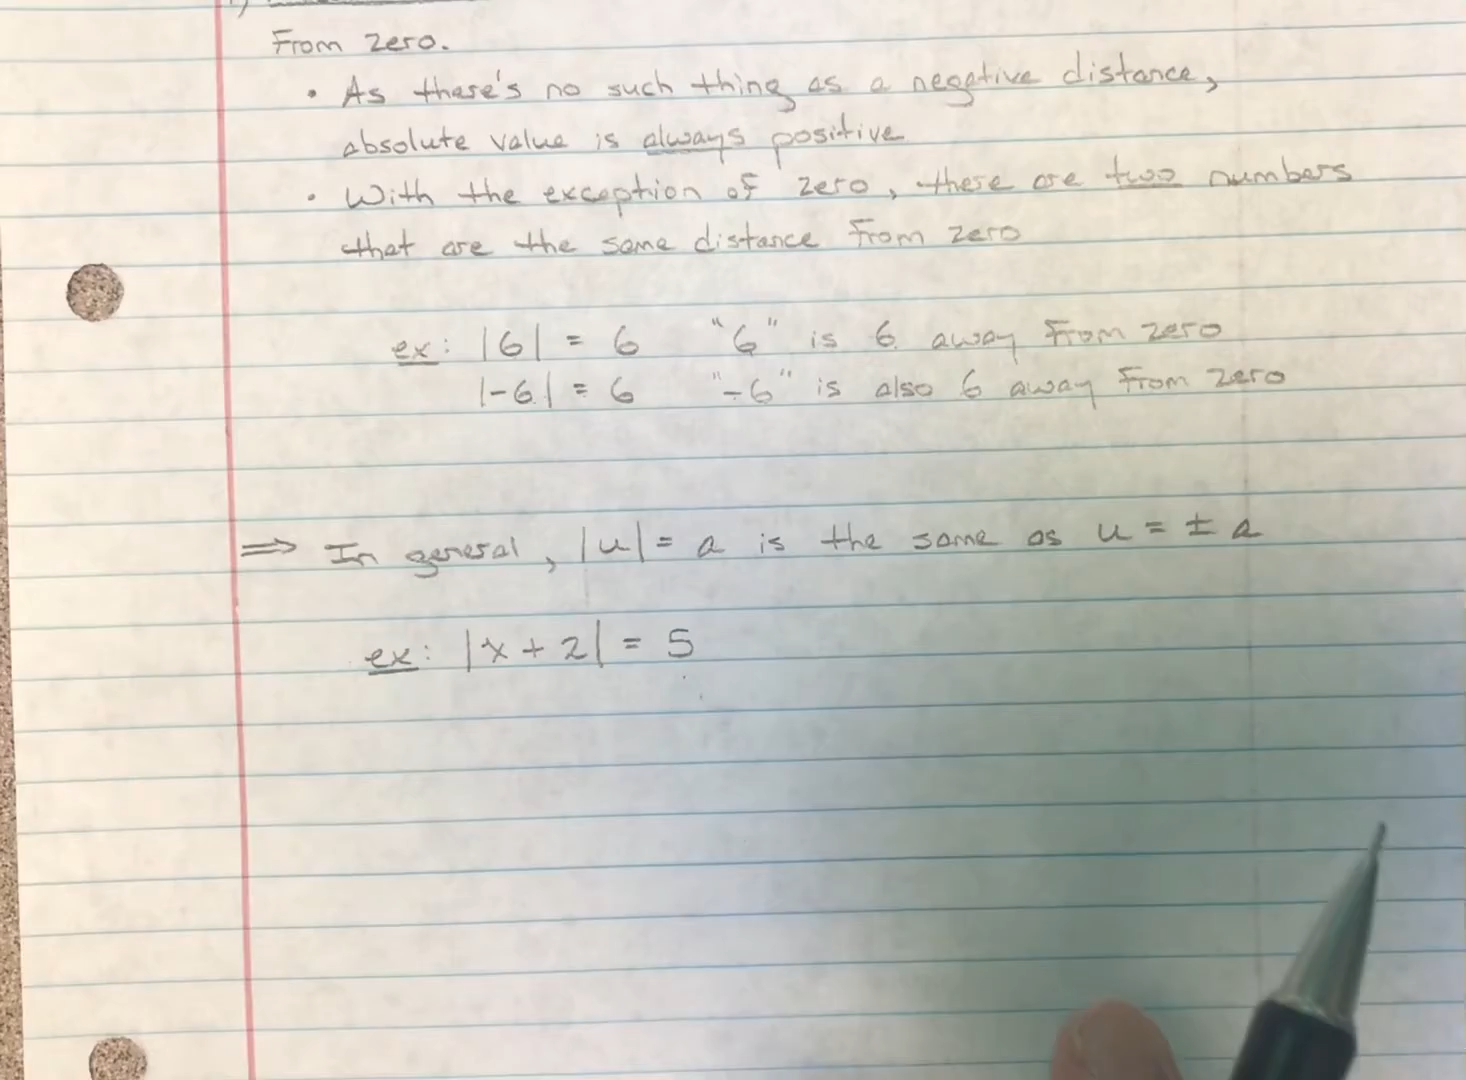 From zero.
• As there's no such thing as a negative distance,
absolute value is always positive
• With the exception of zero, there are two numbers
that are the same distance from zero
ex: |6| = 6 "6" is 6 away from zero
|-6| = 6 "-6" is also 6 away from zero
⇒ In general, |u| = a is the same as u = ± a
ex: |x + 2| = 5